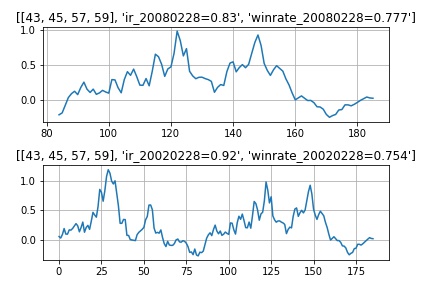 [[43, 45, 57, 59], 'ir_20080228=0.83', 'winrate_20080228=0.777']
1.0
0.5
0.0
80 100 120 140 160 180
[[43, 45, 57, 59], 'ir_20020228=0.92', 'winrate_20020228=0.754']
1.0
0.5
0.0
0 25 50 75 100 125 150 175